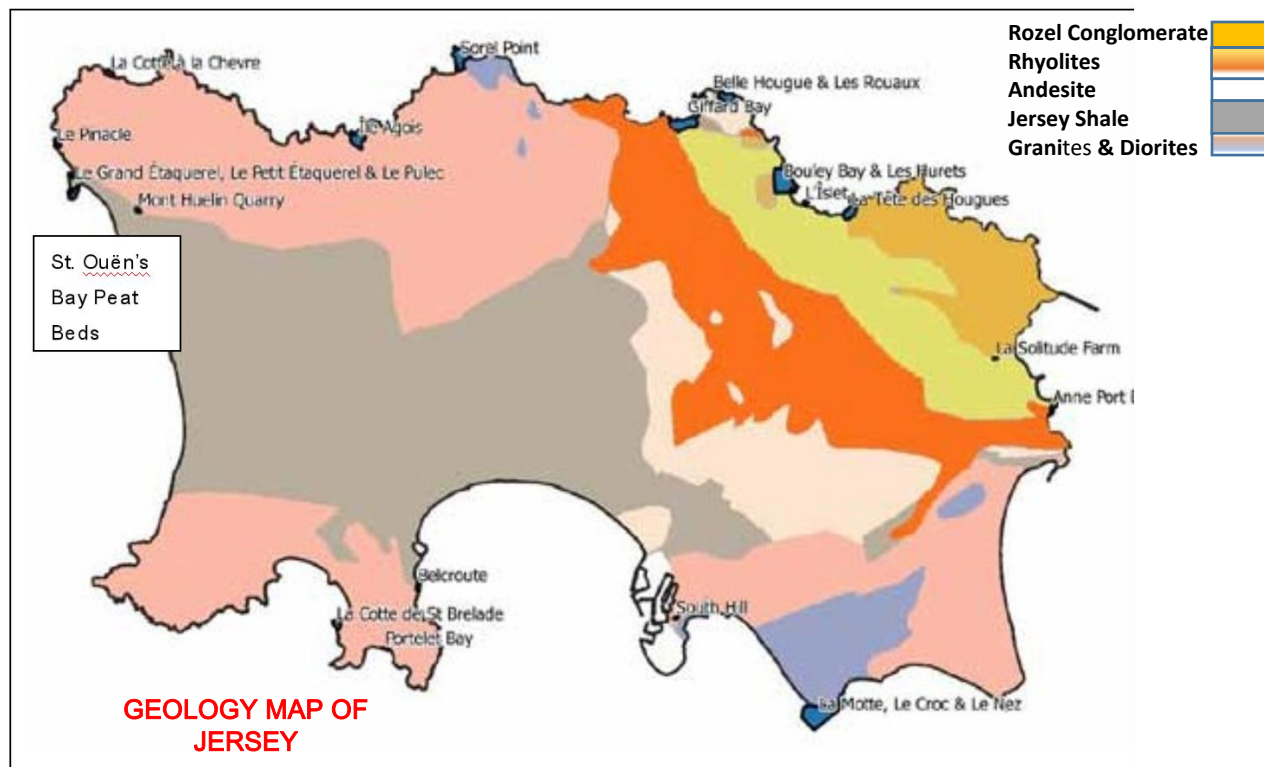 Rozel Conglomerate
Rhyolites
Andesite
Jersey Shale
Granites & Diorites
Sorel Point
La Cotte à la Chevre
Belle Hougue & Les Rouaux
Giffard Bay
Île Agois
Le Pinacle
Le Grand Étaquerel, Le Petit Étaquerel & Le Pulec
Bouley Bay & Les Hurets
L'Islet
La Tête des Hougues
Mont Huelin Quarry
St. Ouën's
Bay Peat
Beds
La Solitude Farm
Anne Port
Belcroute
La Cotte de St Brelade
South Hill
Portelet Bay
La Motte, Le Croc & Le Nez
GEOLOGY MAP OF
JERSEY